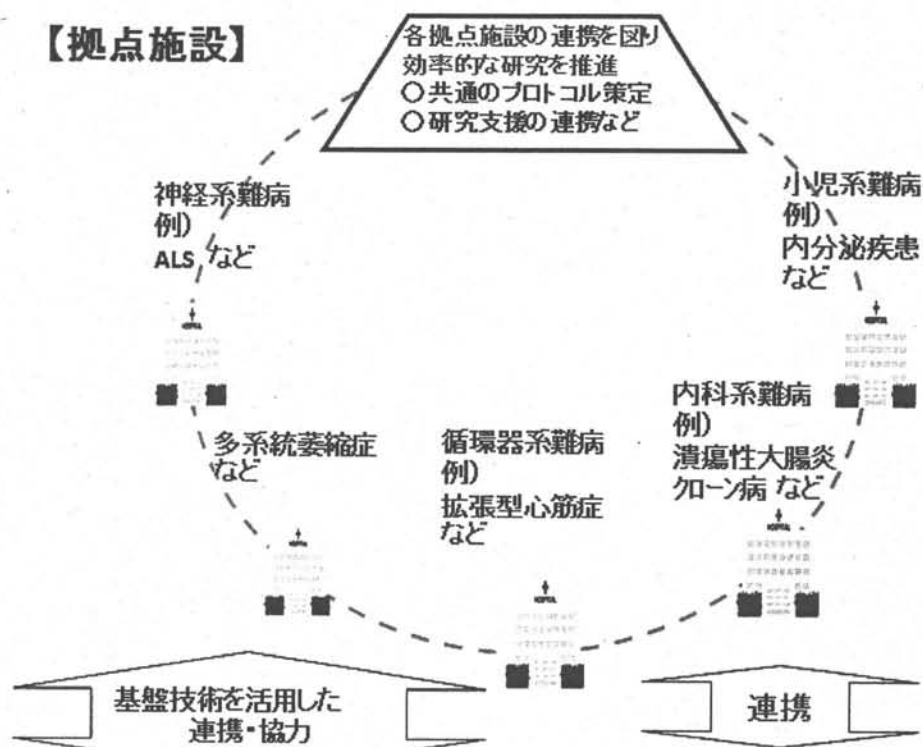 【拠点施設】
各拠点施設の連携を図り
効率的な研究を推進
○共通のプロトコル策定
○研究支援の連携など
神経系難病
例)
ALS など
小児系難病
例)
内分泌疾患
など
HOSPITAL
HOSPITAL
多系統萎縮症
など
循環器系難病
例)
拡張型心筋症
など
内科系難病
例)
潰瘍性大腸炎
クローン病 など
HOSPITAL
HOSPITAL
HOSPITAL
基盤技術を活用した
連携・協力
連携